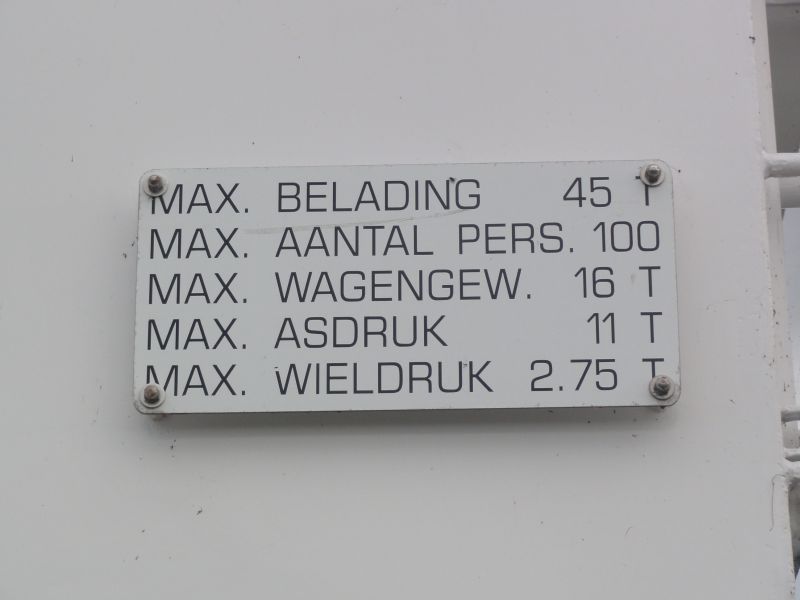 MAX. BELADING 45 T
MAX. AANTAL PERS. 100
MAX. WAGENGEW. 16 T
MAX. ASDRUK 11 T
MAX. WIELDRUK 2.75 T